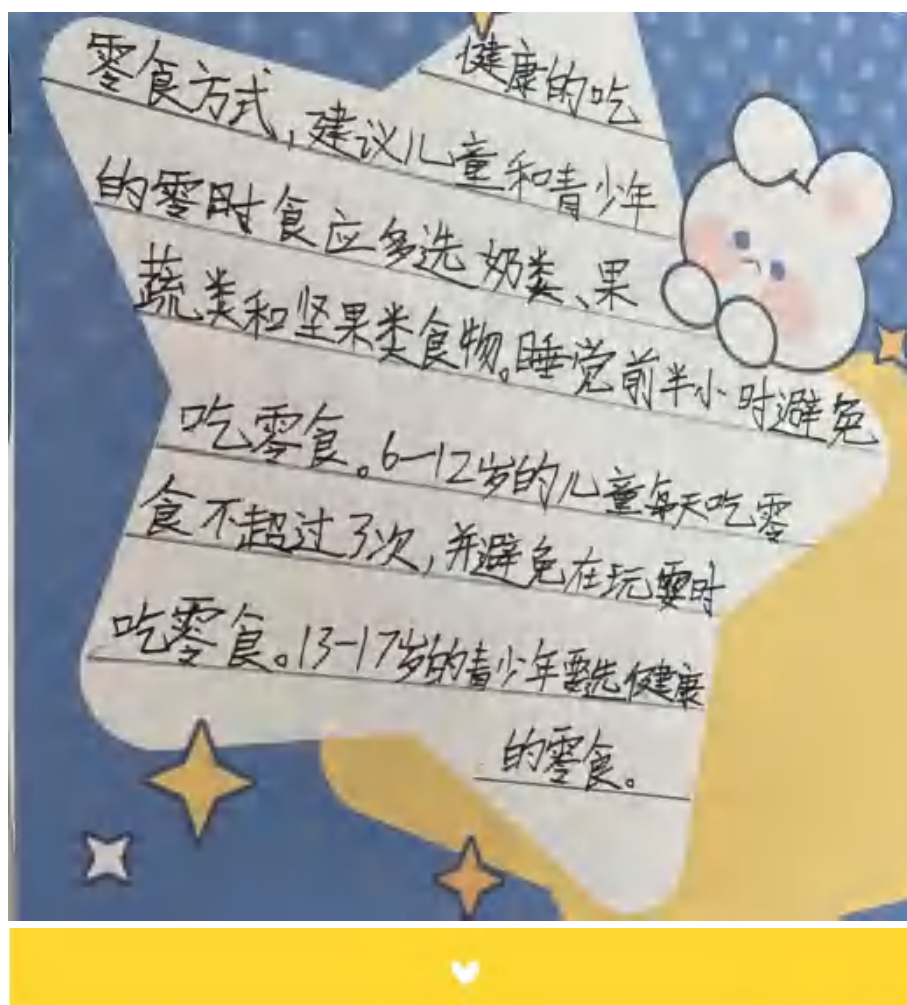 健康的吃
零食方式,建议儿童和青少年
的零时食应多选奶类、果
蔬类和坚果类食物。睡觉前半小时避免
吃零食。6-12岁的儿童每天吃零
食不超过3次,并避免在玩耍时
吃零食。13-17岁的青少年要选健康
的零食。